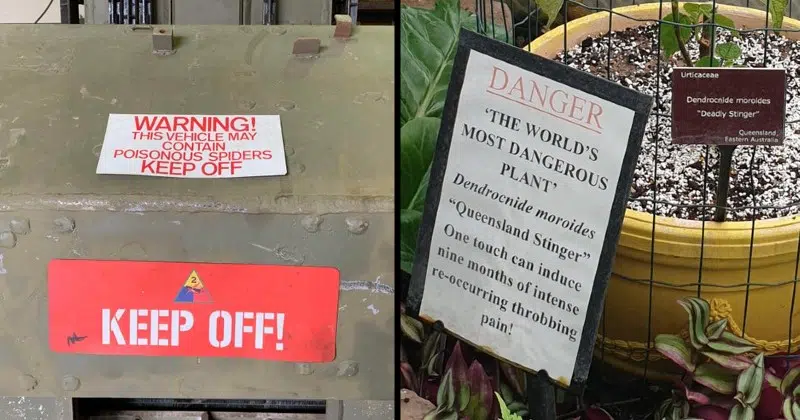 WARNING!
THIS VEHICLE MAY
CONTAIN
POISONOUS SPIDERS
KEEP OFF
2
KEEP OFF!
DANGER
'THE WORLD'S
MOST DANGEROUS
PLANT'
Dendrocnide moroides
"Queensland Stinger"
One touch can induce
nine months of intense
re-occurring throbbing
pain!
Urticaceae
Dendrocnide moroides
"Deadly Stinger"
Queensland,
Eastern Australia